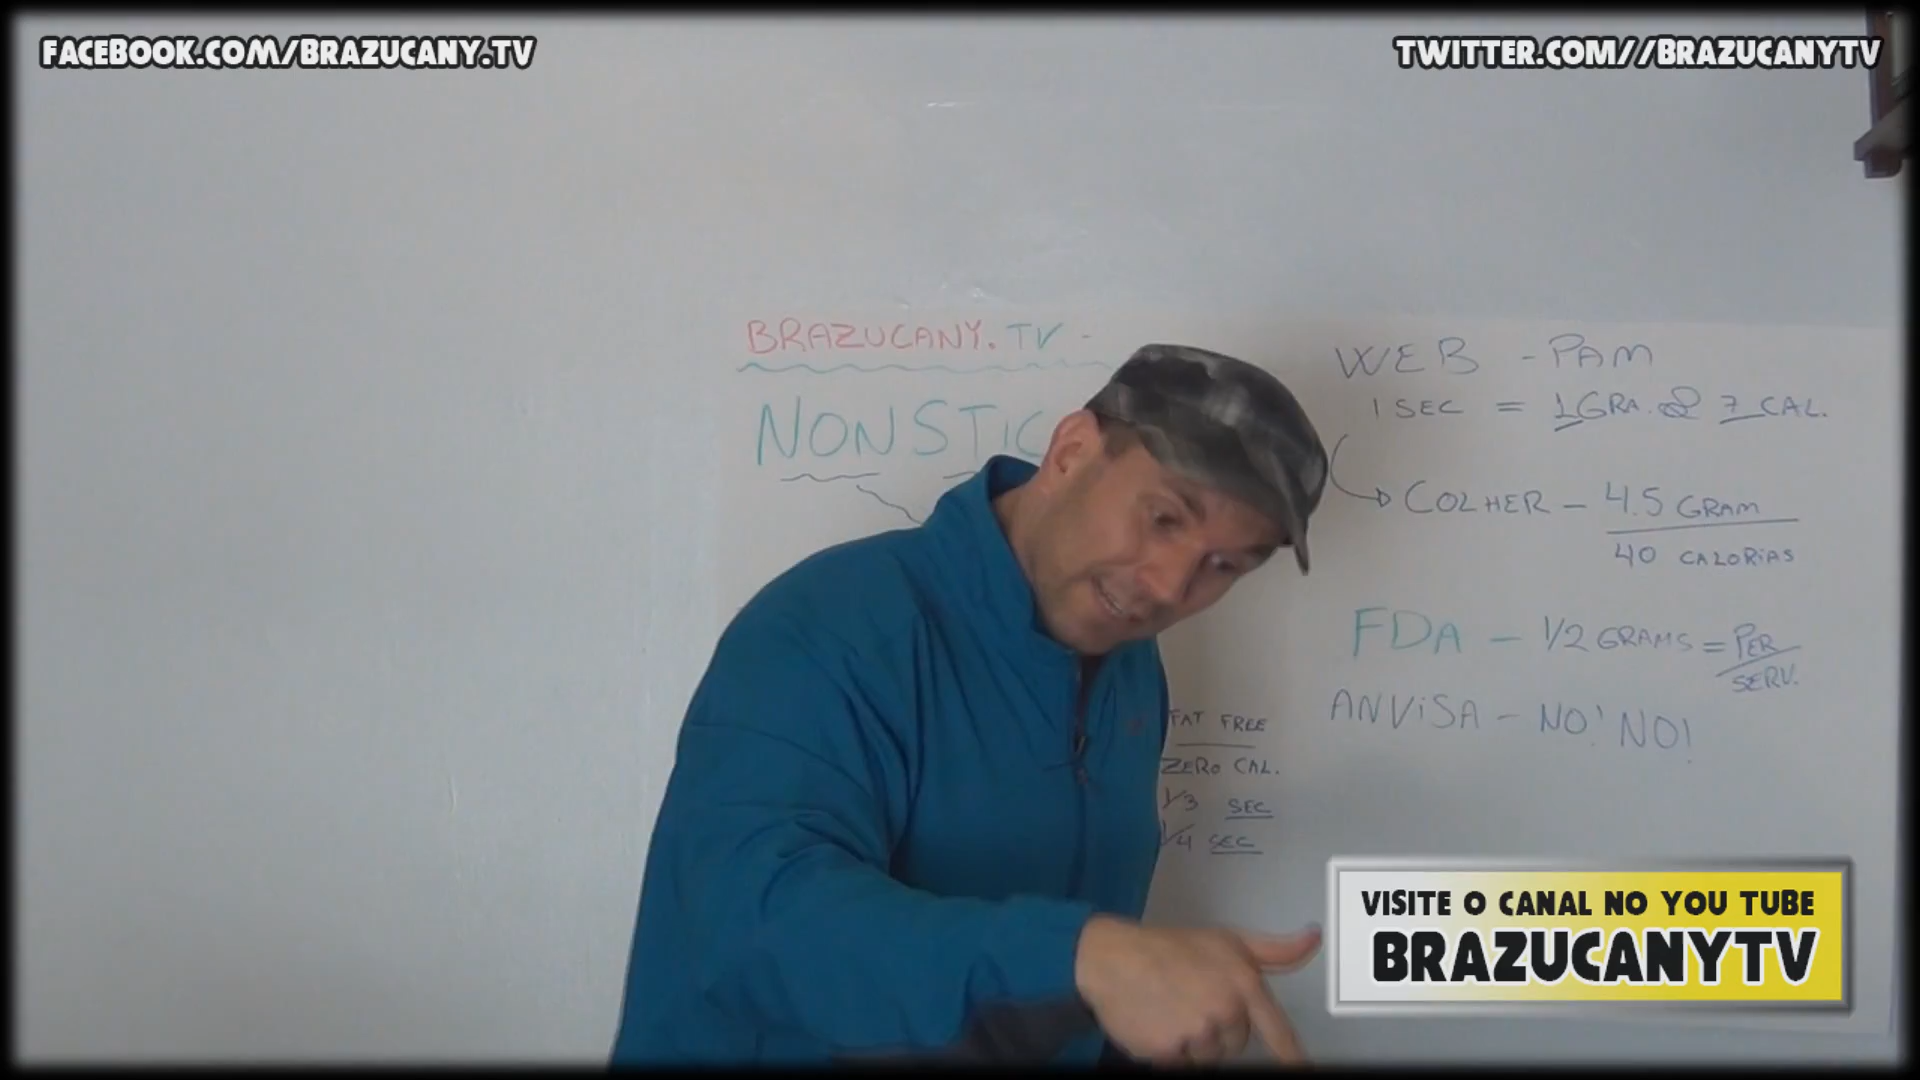 FACEBOOK.COM/BRAZUCANY.TV
TWITTER.COM//BRAZUCANYTV
BRAZUCANY.TV -
NONSTIC
FAT FREE
ZERO CAL.
1/3 SEC
1/4 SEC
WEB - PAM
1 SEC = 1GRA. 7 CAL.
COLHER - 4.5 GRAM
40 CALORiAS
FDA - 1/2 GRAMS = PER
SERV.
ANViSA - NO! NO!
VISITE O CANAL NO YOU TUBE
BRAZUCANYTV